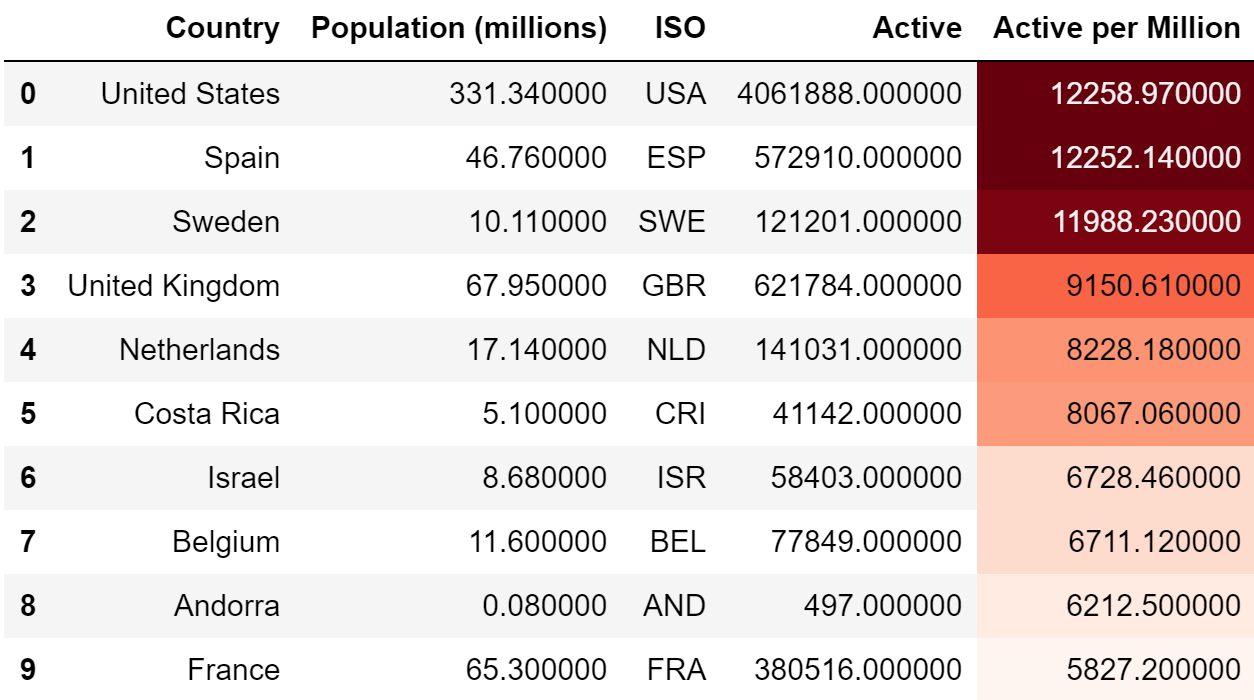 Country Population (millions) ISO Active Active per Million
0 United States 331.340000 USA 4061888.000000 12258.970000
1 Spain 46.760000 ESP 572910.000000 12252.140000
2 Sweden 10.110000 SWE 121201.000000 11988.230000
3 United Kingdom 67.950000 GBR 621784.000000 9150.610000
4 Netherlands 17.140000 NLD 141031.000000 8228.180000
5 Costa Rica 5.100000 CRI 41142.000000 8067.060000
6 Israel 8.680000 ISR 58403.000000 6728.460000
7 Belgium 11.600000 BEL 77849.000000 6711.120000
8 Andorra 0.080000 AND 497.000000 6212.500000
9 France 65.300000 FRA 380516.000000 5827.200000